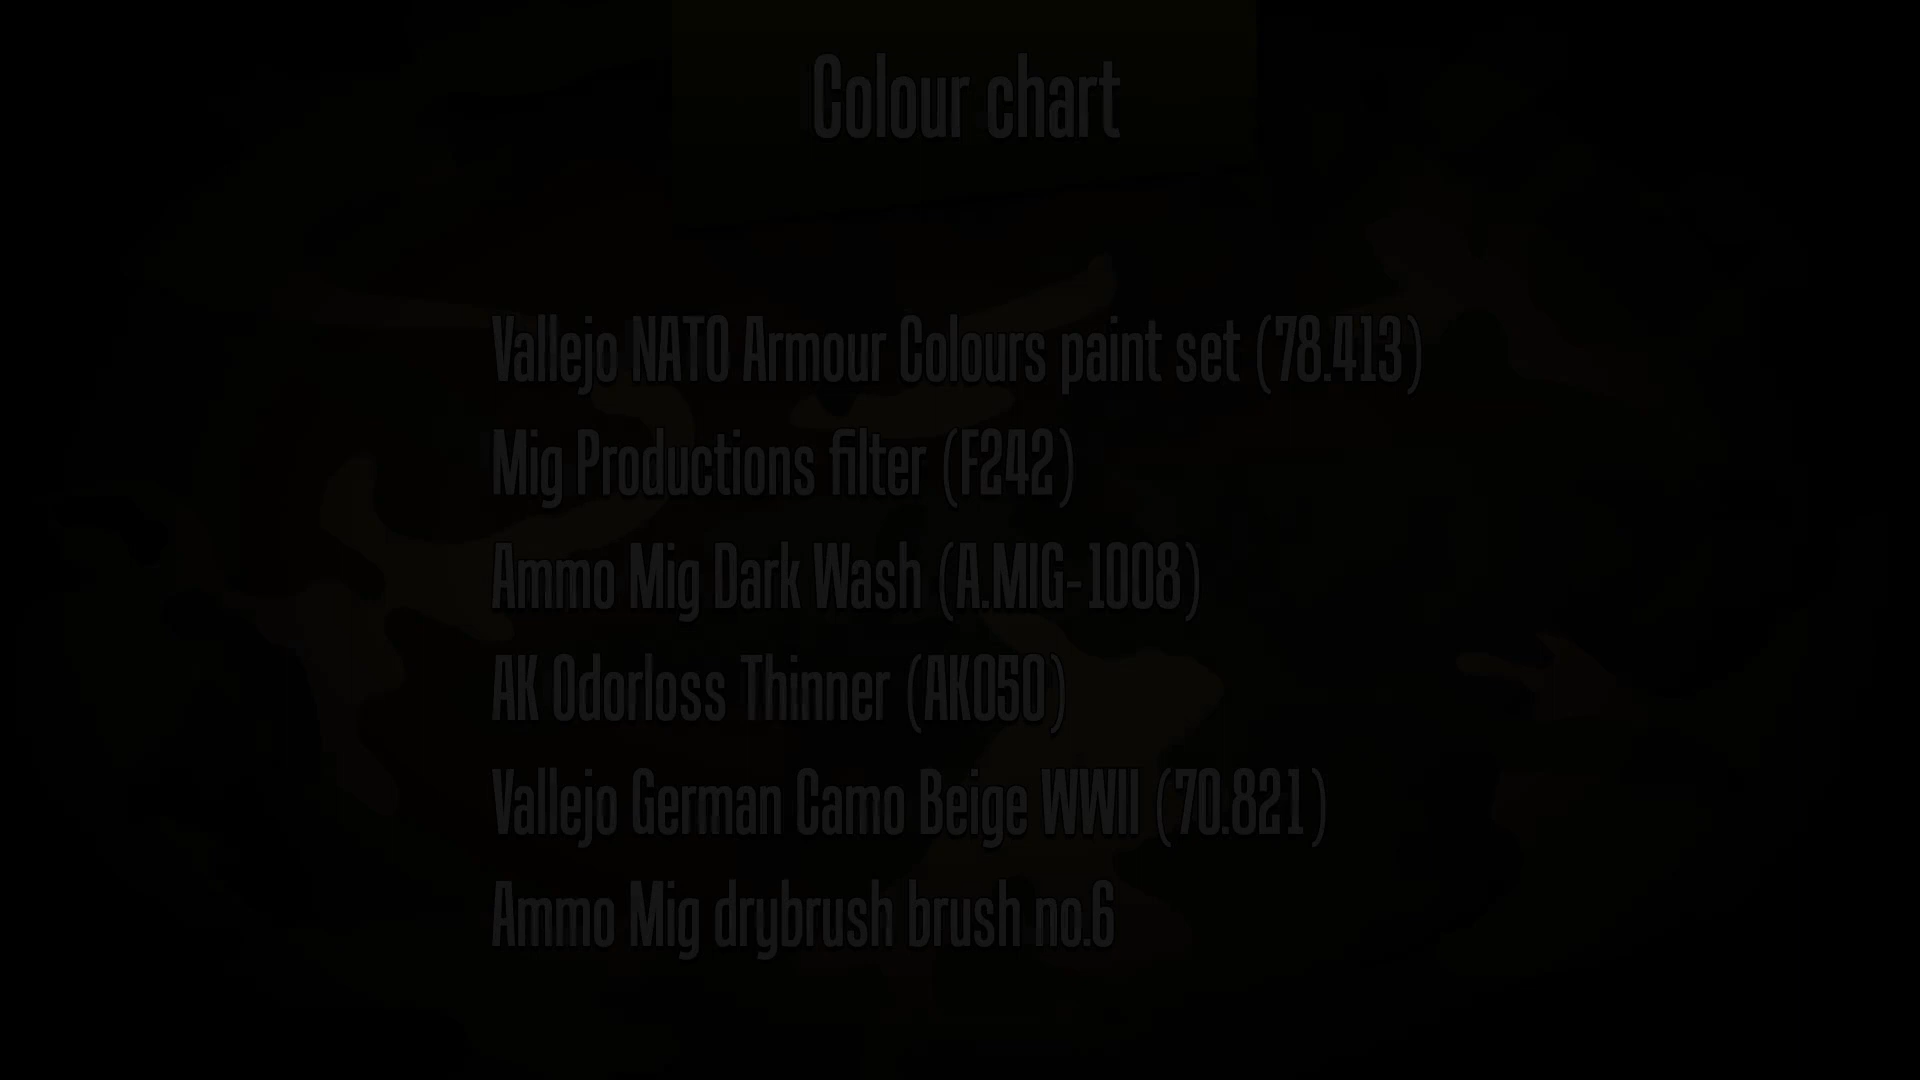 Colour chart
Vallejo NATO Armour Colours paint set (78.413)
Mig Productions filter (F242)
Ammo Mig Dark Wash (A.MIG-1008)
AK Odorloss Thinner (AK050)
Vallejo German Camo Beige WWII (70.821)
Ammo Mig drybrush brush no.6